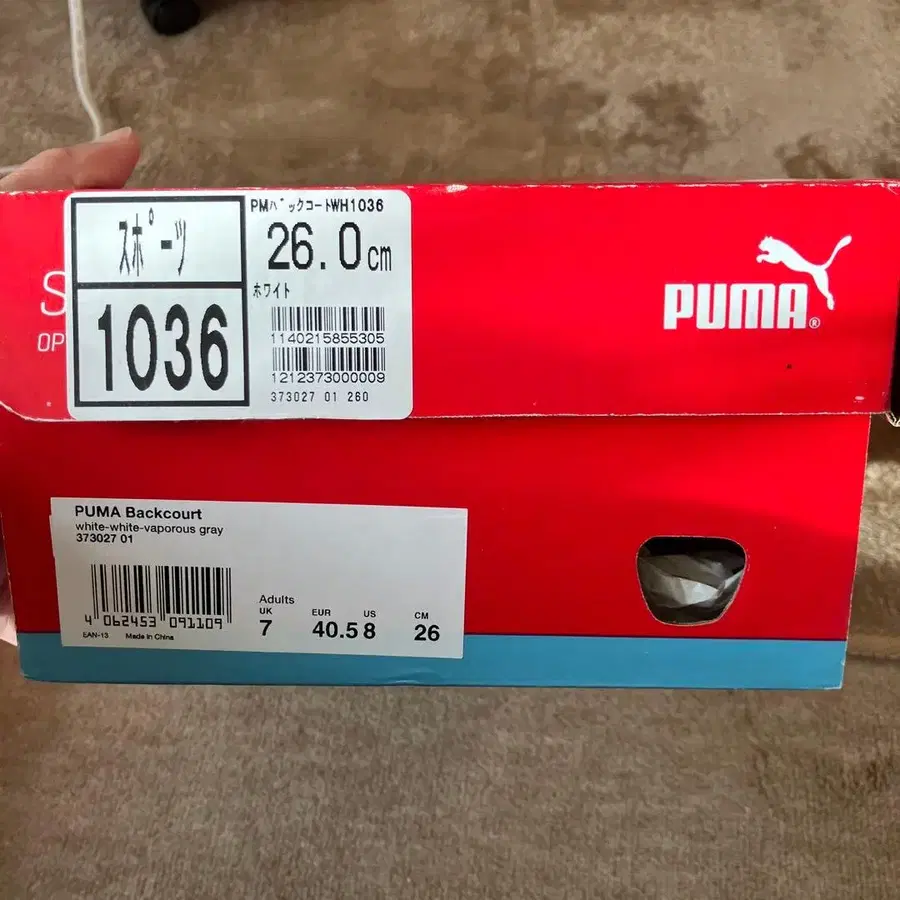 スポーツ
1036
PMバックコートWH1036
26.0cm
ホワイト
1140215855305
1212373000009
373027 01 260
S
OP
PUMA®
PUMA Backcourt
white-white-vaporous gray
373027 01
4 062453 091109
EAN-13 Made in China
Adults
UK EUR US CM
7 40.5 8 26